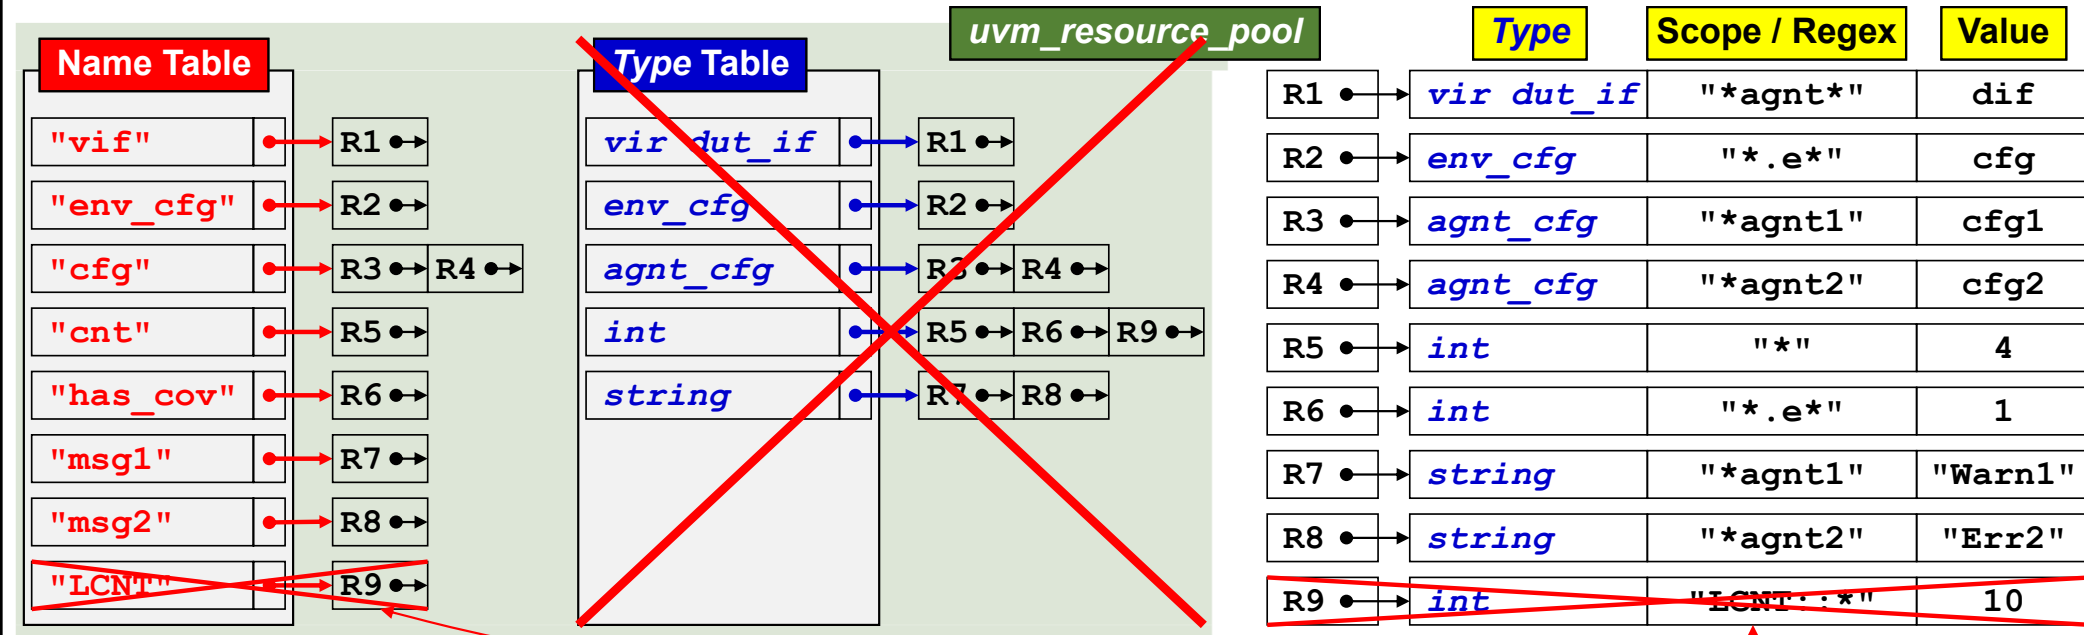 uvm_resource_pool
Name Table
"vif" R1
"env_cfg" R2
"cfg" R3 R4
"cnt" R5
"has_cov" R6
"msg1" R7
"msg2" R8
"LCNT" R9
Type Table
vir dut_if R1
env_cfg R2
agnt_cfg R3 R4
int R5 R6 R9
string R7 R8
Type Scope / Regex Value
R1 vir dut_if "*agnt*" dif
R2 env_cfg "*.e*" cfg
R3 agnt_cfg "*agnt1" cfg1
R4 agnt_cfg "*agnt2" cfg2
R5 int "*" 4
R6 int "*.e*" 1
R7 string "*agnt1" "Warn1"
R8 string "*agnt2" "Err2"
R9 int "LCNT::*" 10